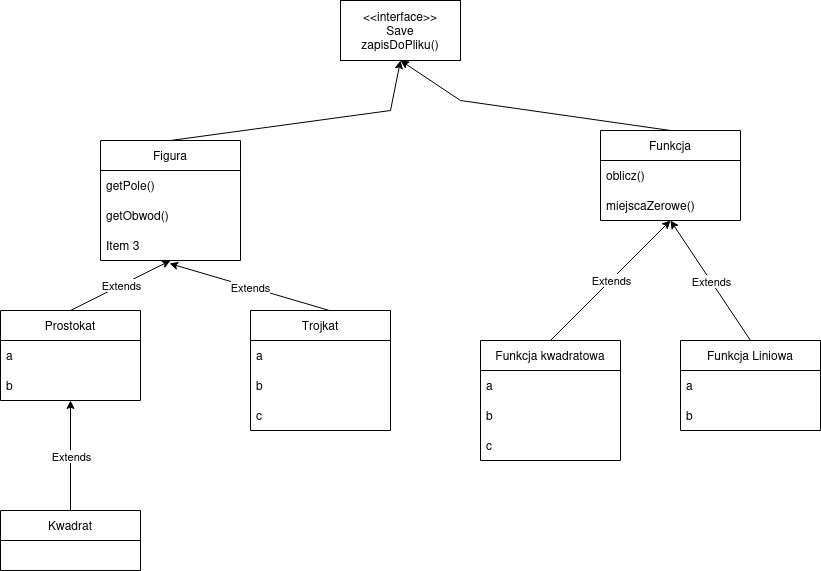 <<interface>>
Save
zapisDoPliku()
Figura
getPole()
getObwod()
Item 3
Funkcja
oblicz()
miejscaZerowe()
Extends
Extends
Extends
Extends
Prostokat
a
b
Trojkat
a
b
c
Funkcja kwadratowa
a
b
c
Funkcja Liniowa
a
b
Extends
Kwadrat